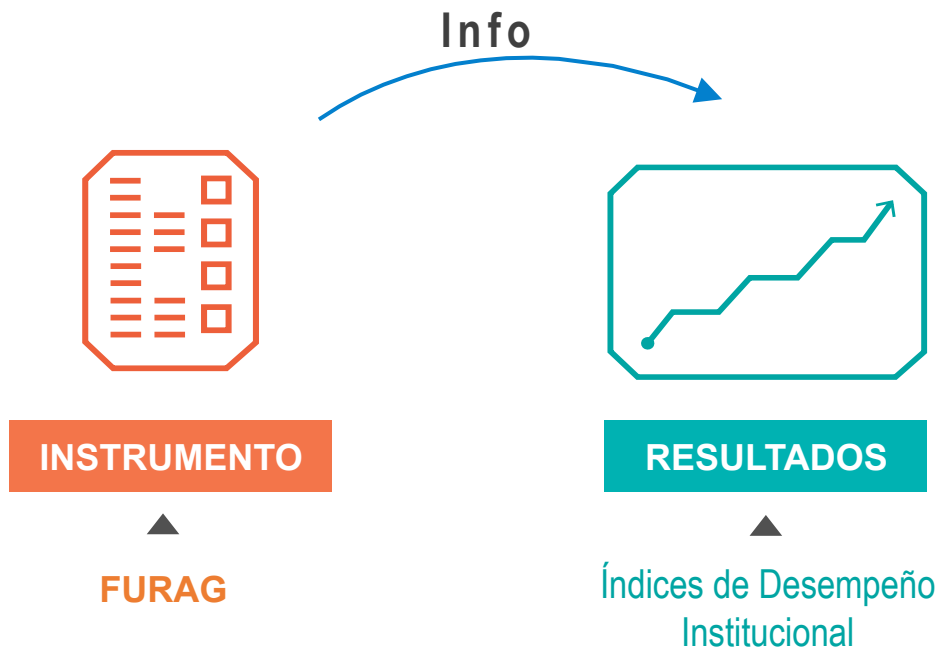 Info
INSTRUMENTO
RESULTADOS
FURAG
Índices de Desempeño
Institucional